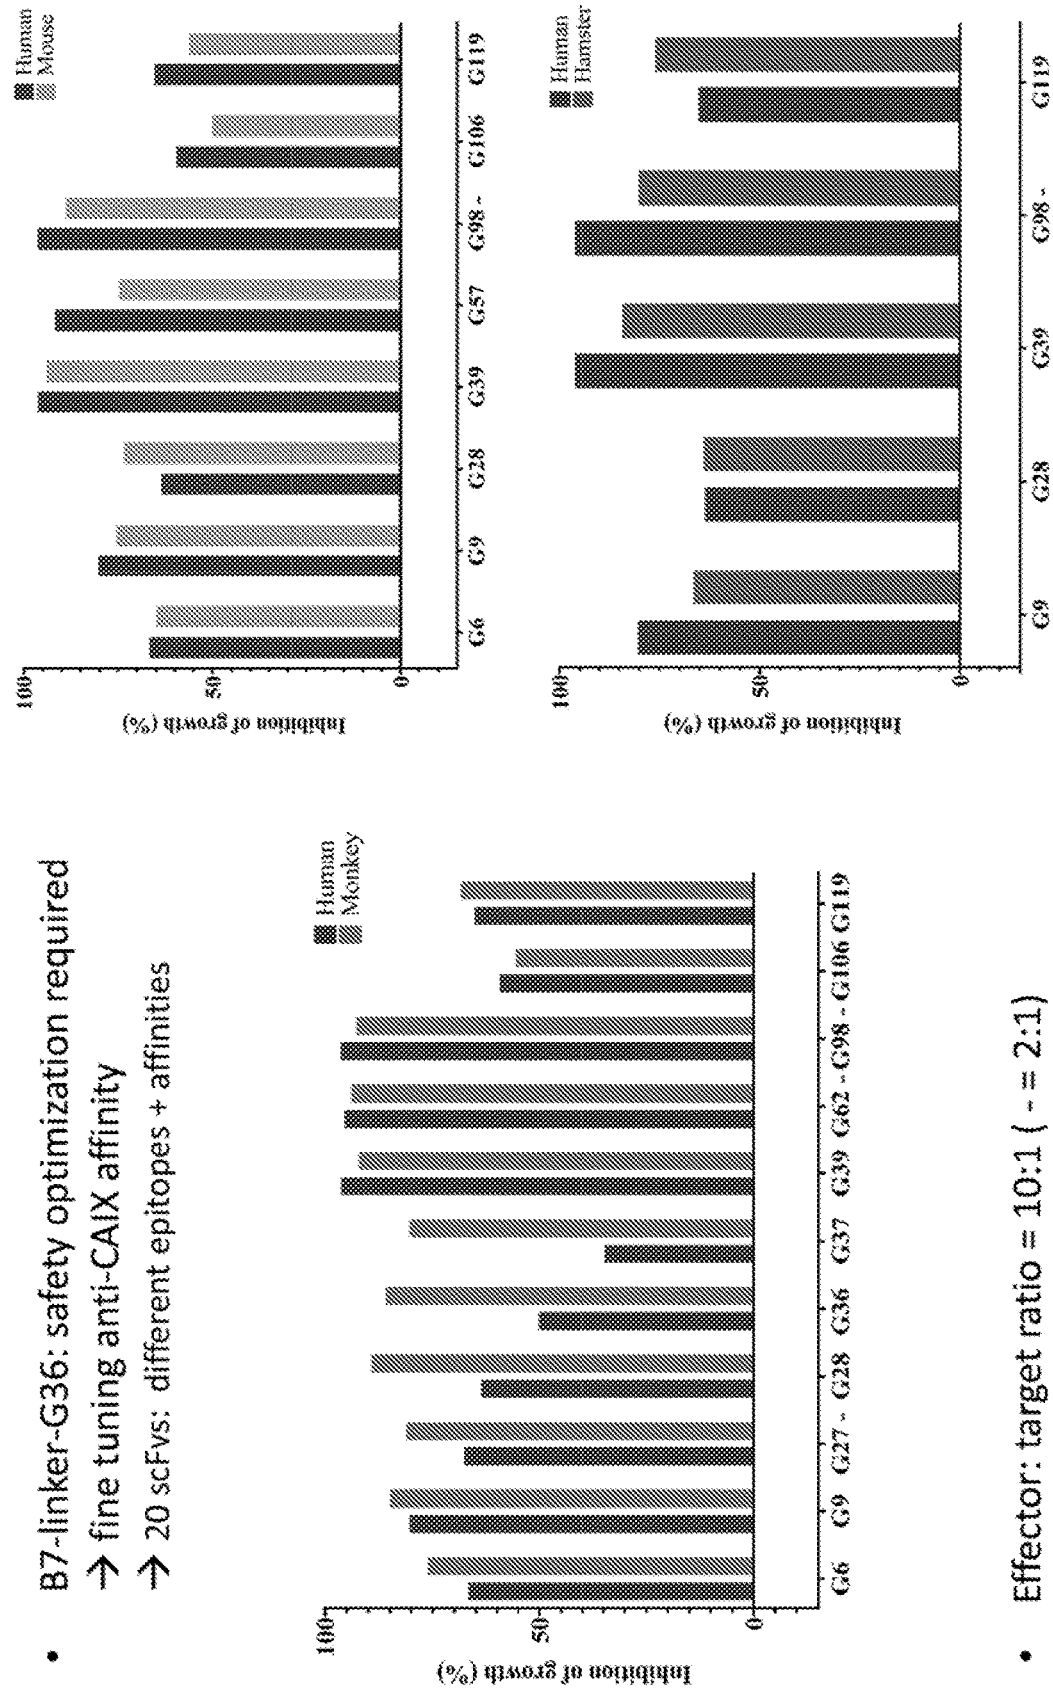 • B7-linker-G36: safety optimization required
→ fine tuning anti-CAIX affinity
→ 20 scFvs: different epitopes + affinities
Human
Monkey
100
50
0
Inhibition of growth (%)
G6 G9 G27 - G28 G36 G37 G39 G62 - G98 - G106 G119
• Effector: target ratio = 10:1 ( - = 2:1)
Human
Mouse
100
50
0
Inhibition of growth (%)
G6 G9 G28 G39 G57 G98 - G106 G119
Human
Hamster
100
50
0
Inhibition of growth (%)
G9 G28 G39 G98 - G119